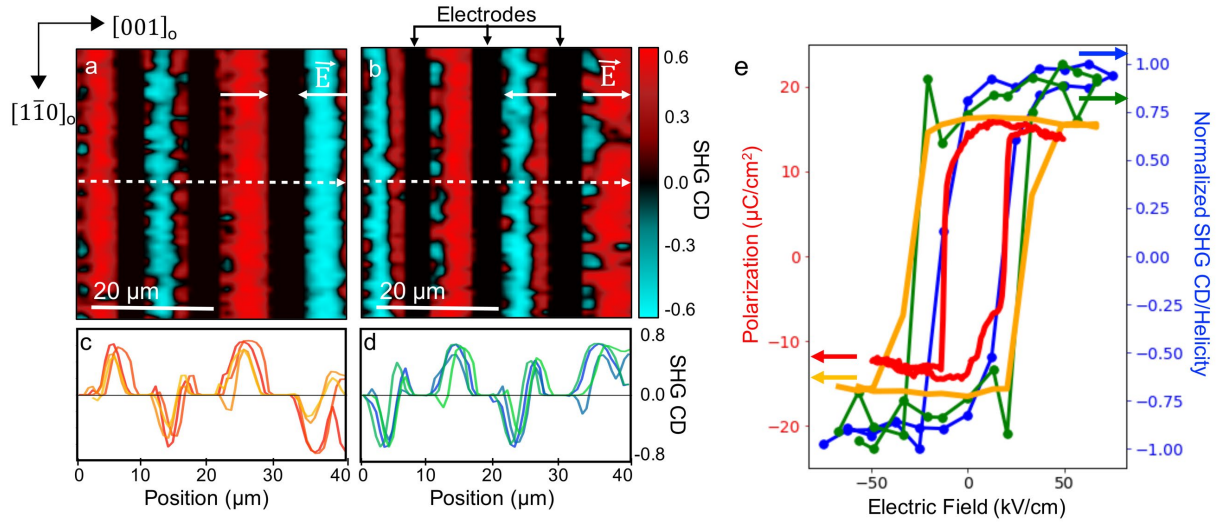 [001]ₒ
[11̄0]ₒ
Electrodes
a
E
b
E
20 µm
20 µm
0.6
0.3
0.0
-0.3
-0.6
SHG CD
c
d
0.8
0.0
-0.8
SHG CD
0 10 20 30 40
Position (µm)
0 10 20 30 40
Position (µm)
e
20
10
0
−10
−20
Polarization (µC/cm²)
1.00
0.75
0.50
0.25
0.00
−0.25
−0.50
−0.75
−1.00
Normalized SHG CD/Helicity
−50 0 50
Electric Field (kV/cm)